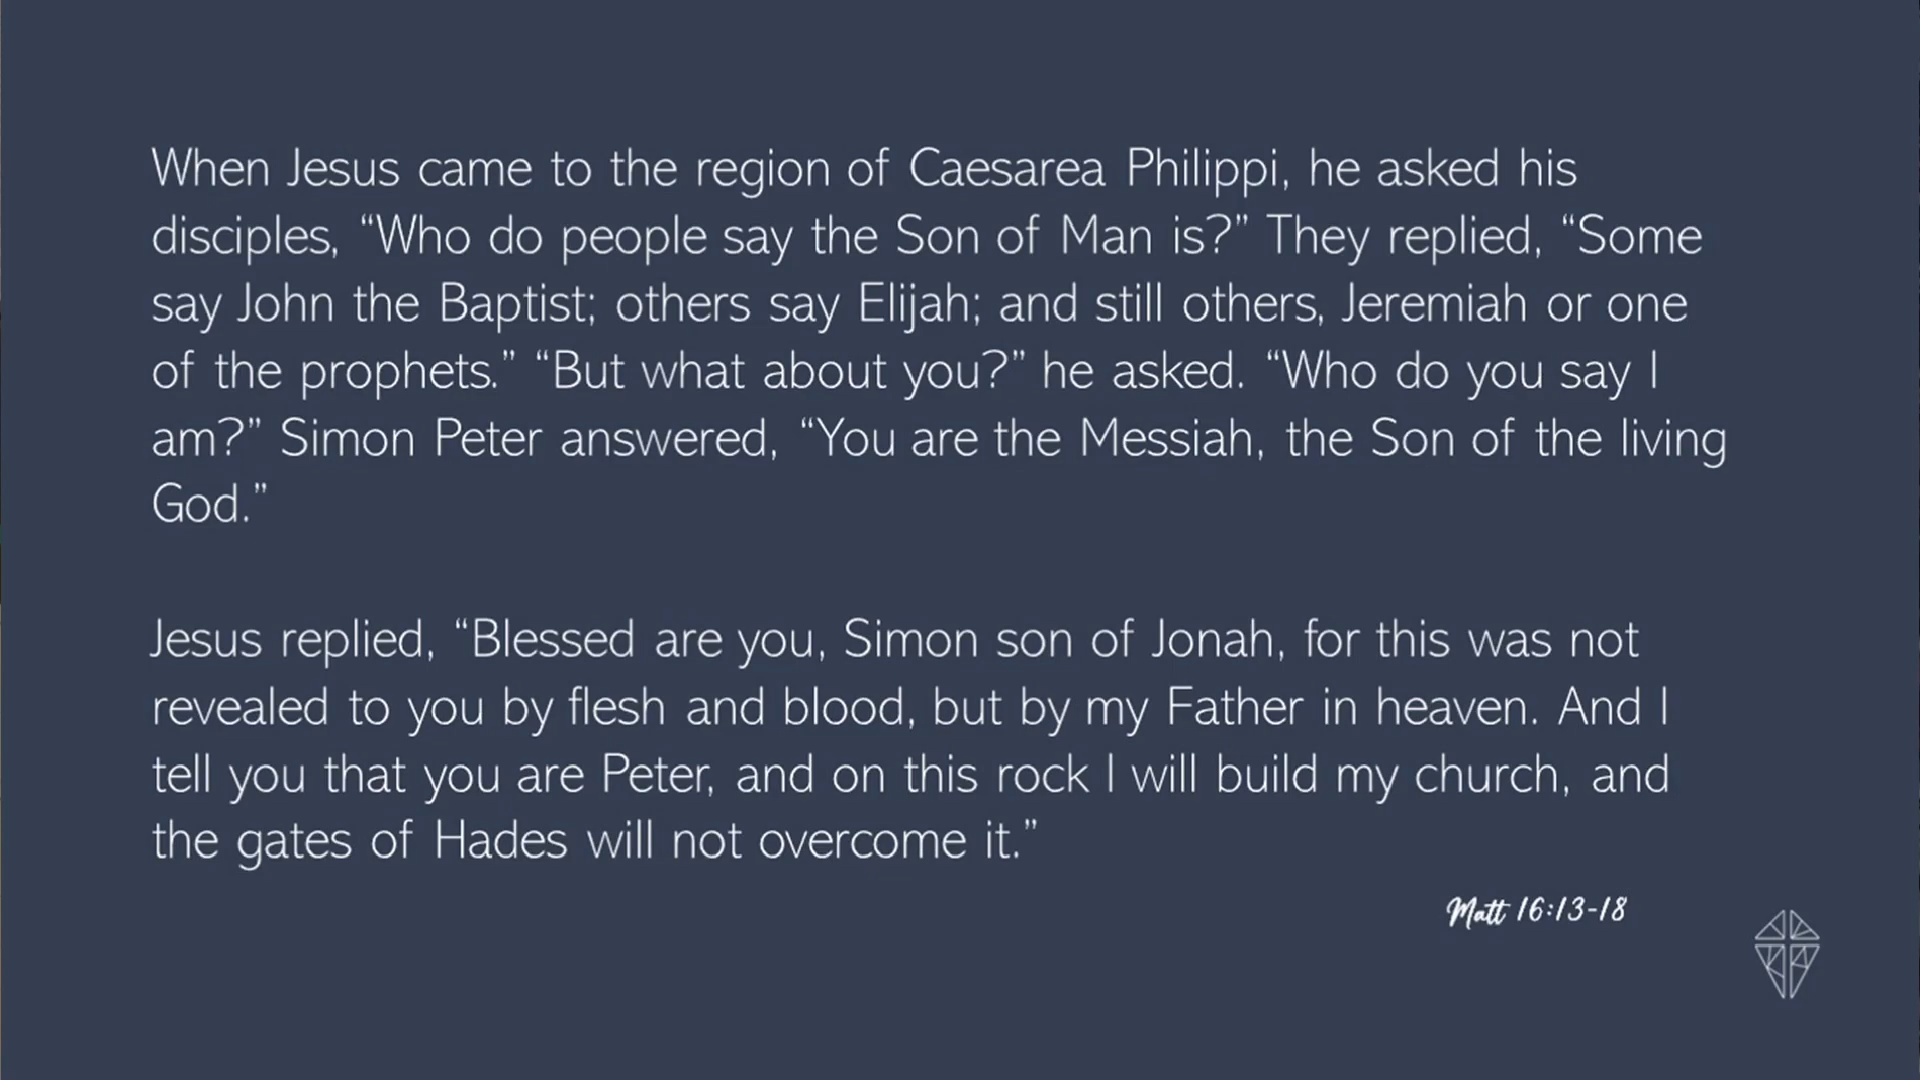 When Jesus came to the region of Caesarea Philippi, he asked his
disciples, “Who do people say the Son of Man is?” They replied, “Some
say John the Baptist; others say Elijah; and still others, Jeremiah or one
of the prophets.” “But what about you?” he asked. “Who do you say I
am?” Simon Peter answered, “You are the Messiah, the Son of the living
God.”
Jesus replied, “Blessed are you, Simon son of Jonah, for this was not
revealed to you by flesh and blood, but by my Father in heaven. And I
tell you that you are Peter, and on this rock I will build my church, and
the gates of Hades will not overcome it.”
Matt 16:13-18